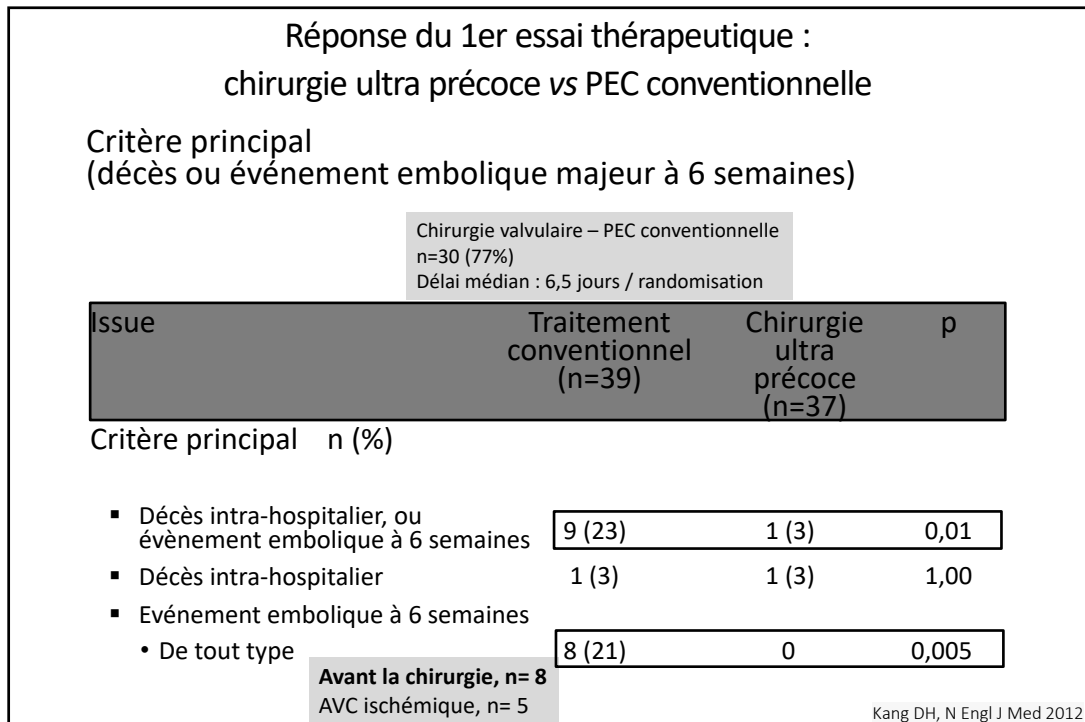 Réponse du 1er essai thérapeutique :
chirurgie ultra précoce vs PEC conventionnelle
Critère principal
(décès ou événement embolique majeur à 6 semaines)
Chirurgie valvulaire – PEC conventionnelle
n=30 (77%)
Délai médian : 6,5 jours / randomisation
Issue Traitement conventionnel (n=39) Chirurgie ultra précoce (n=37) p
Critère principal n (%)
▪ Décès intra-hospitalier, ou
évènement embolique à 6 semaines 9 (23) 1 (3) 0,01
▪ Décès intra-hospitalier 1 (3) 1 (3) 1,00
▪ Evénement embolique à 6 semaines
• De tout type 8 (21) 0 0,005
Avant la chirurgie, n= 8
AVC ischémique, n= 5
Kang DH, N Engl J Med 2012